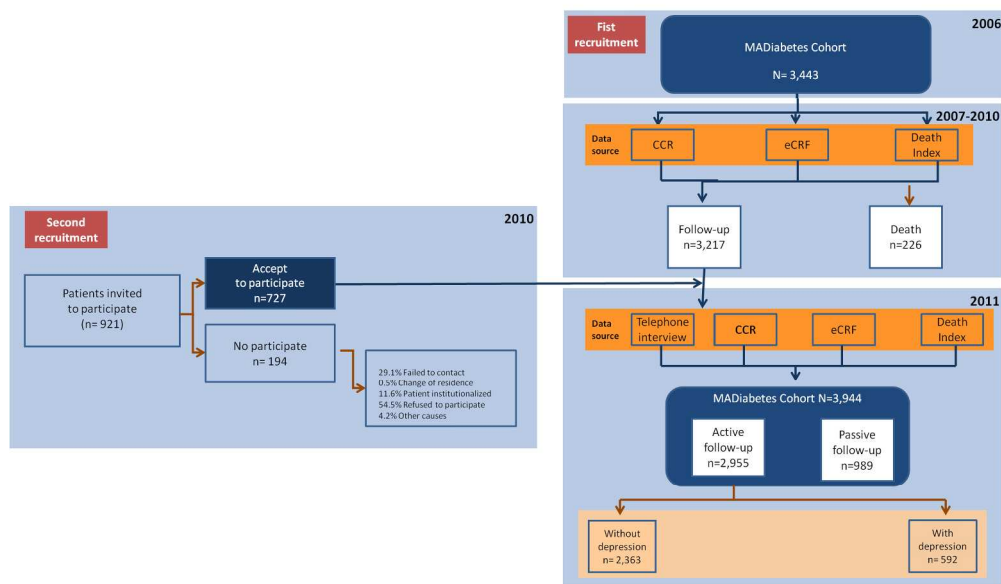 Fist
recruitment
2006
MADiabetes Cohort
N= 3,443
2007-2010
Data
source
CCR
eCRF
Death
Index
Follow-up
n=3,217
Death
n=226
Second
recruitment
2010
Patients invited
to participate
(n= 921)
Accept
to participate
n=727
No participate
n= 194
29.1% Failed to contact
0.5% Change of residence
11.6% Patient institutionalized
54.5% Refused to participate
4.2% Other causes
2011
Data
source
Telephone
interview
CCR
eCRF
Death
Index
MADiabetes Cohort N=3,944
Active
follow-up
n=2,955
Passive
follow-up
n=989
Without
depression
n= 2,363
With
depression
n= 592